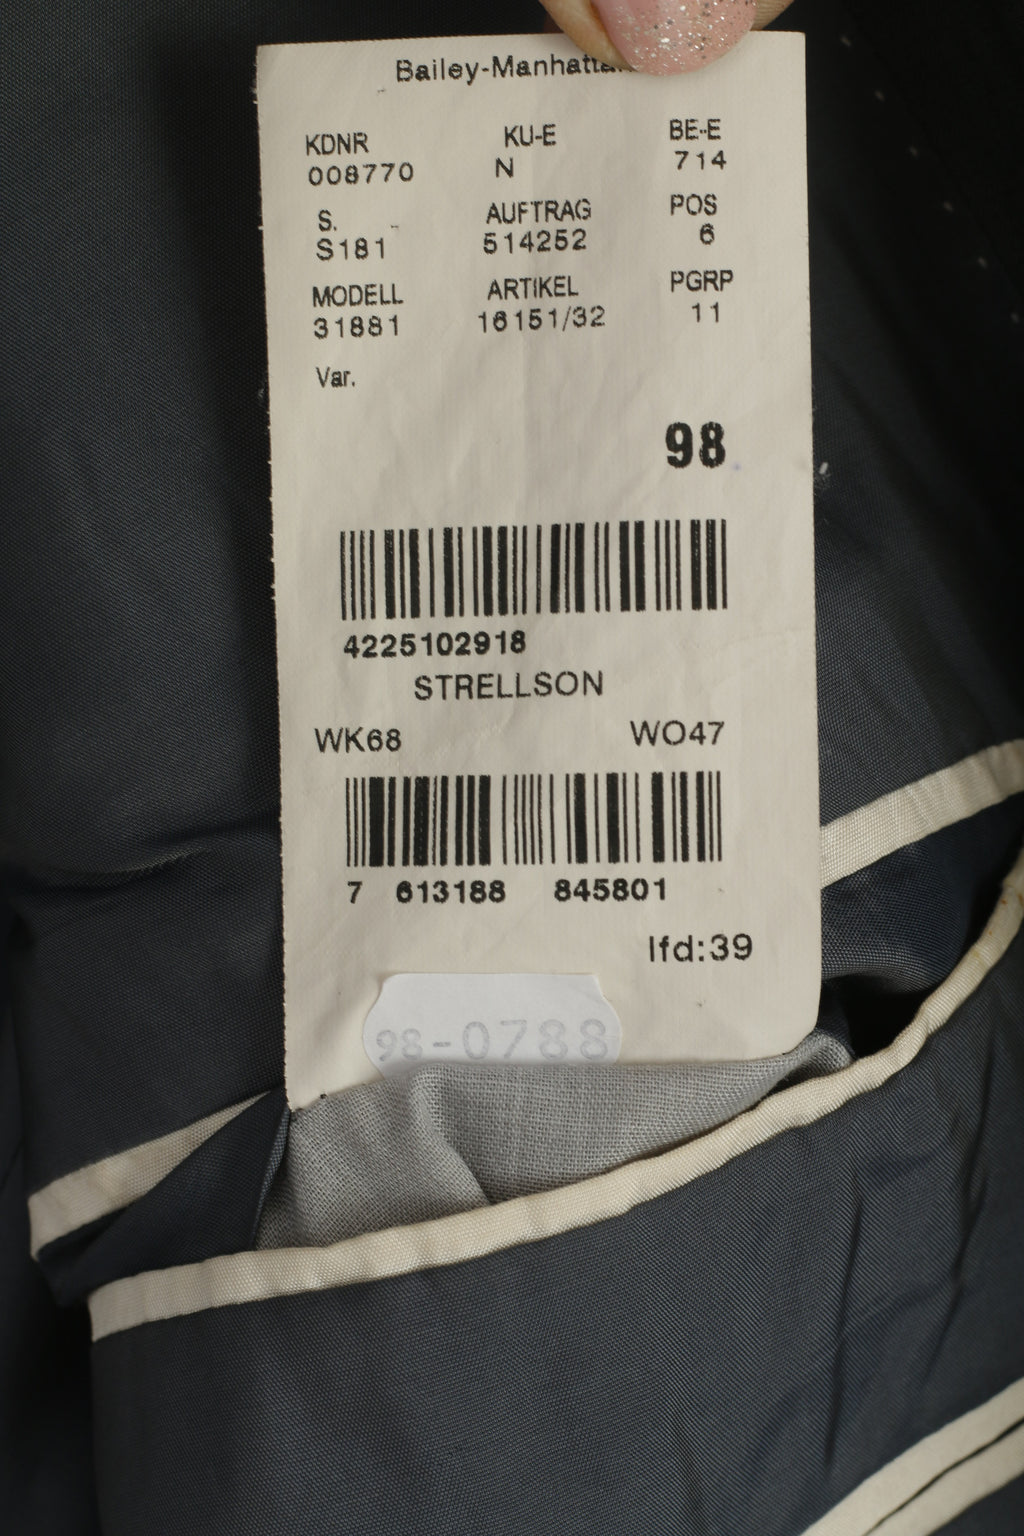 Bailey-Manhattan
KDNR KU-E BE-E
008770 N 714
S. AUFTRAG POS
S181 514252 6
MODELL ARTIKEL PGRP
31881 16151/32 11
Var.
98
4225102918
STRELLSON
WK68 WO47
7 613188 845801
lfd:39
98-0788